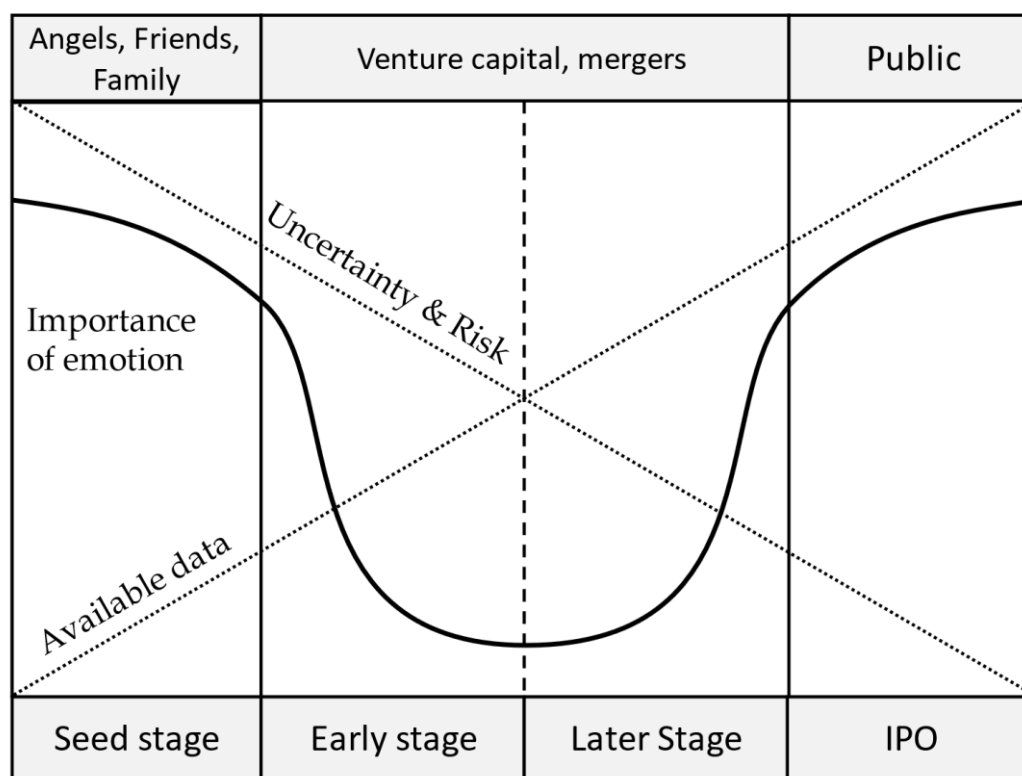 Angels, Friends,
Family
Venture capital, mergers
Public
Uncertainty & Risk
Importance
of emotion
Available data
Seed stage
Early stage
Later Stage
IPO